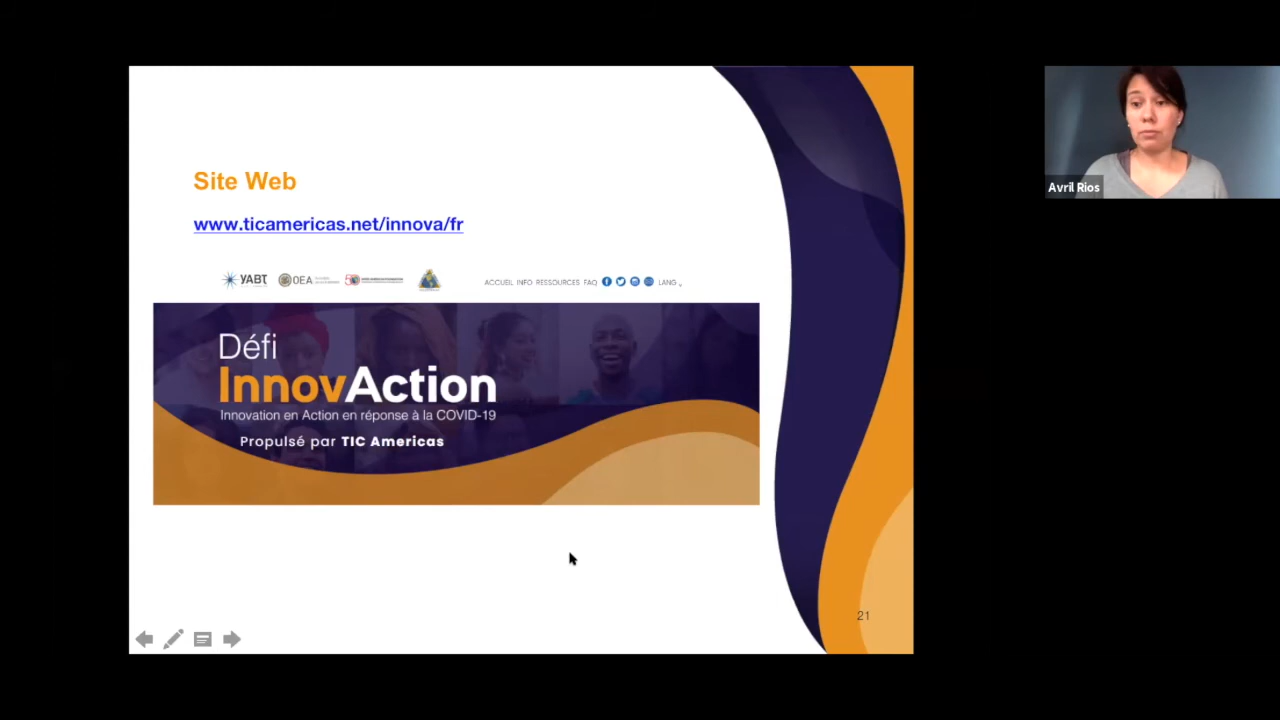 Site Web
www.ticamericas.net/innova/fr
YABT OEA ACCUEIL INFO RESSOURCES FAQ LANG
Défi
InnovAction
Innovation en Action en réponse à la COVID-19
Propulsé par TIC Americas
21
Avril Rios